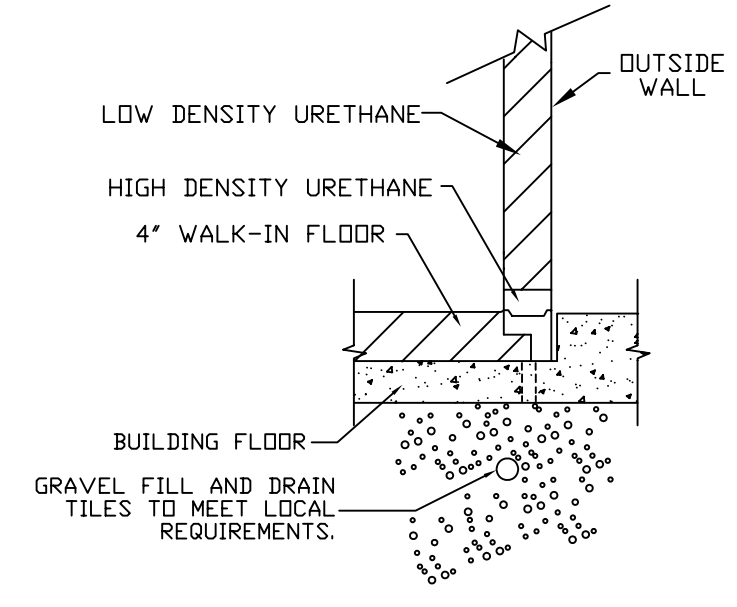 OUTSIDE
WALL
LOW DENSITY URETHANE
HIGH DENSITY URETHANE
4" WALK-IN FLOOR
BUILDING FLOOR
GRAVEL FILL AND DRAIN
TILES TO MEET LOCAL
REQUIREMENTS.